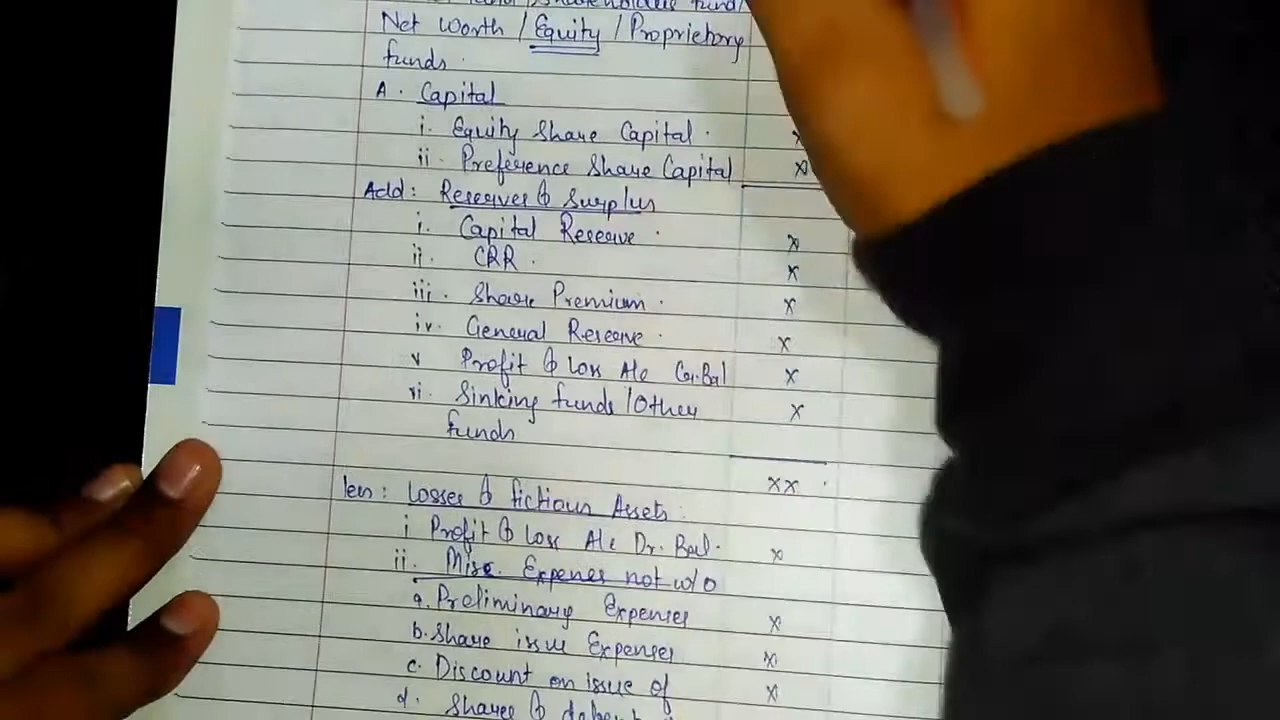 Shareholders fund/
Net Worth / Equity / Proprietory
funds.
A. Capital
i. Equity Share Capital. x
ii. Preference Share Capital x
Add: Reserves & Surplus
i. Capital Reserve. x
ii. CRR. x
iii. Share Premium. x
iv. General Reserve. x
v Profit & Loss A/c Cr.Bal x
vi. Sinking funds / Other x
funds
xx
less: Losses & fictious Assets:
i Profit & Loss A/c Dr. Bal. x
ii. Misc. Expenes not w/o
a. Preliminary Expenses x
b. Share issue Expenses x
c. Discount on issue of x
d. Shares &